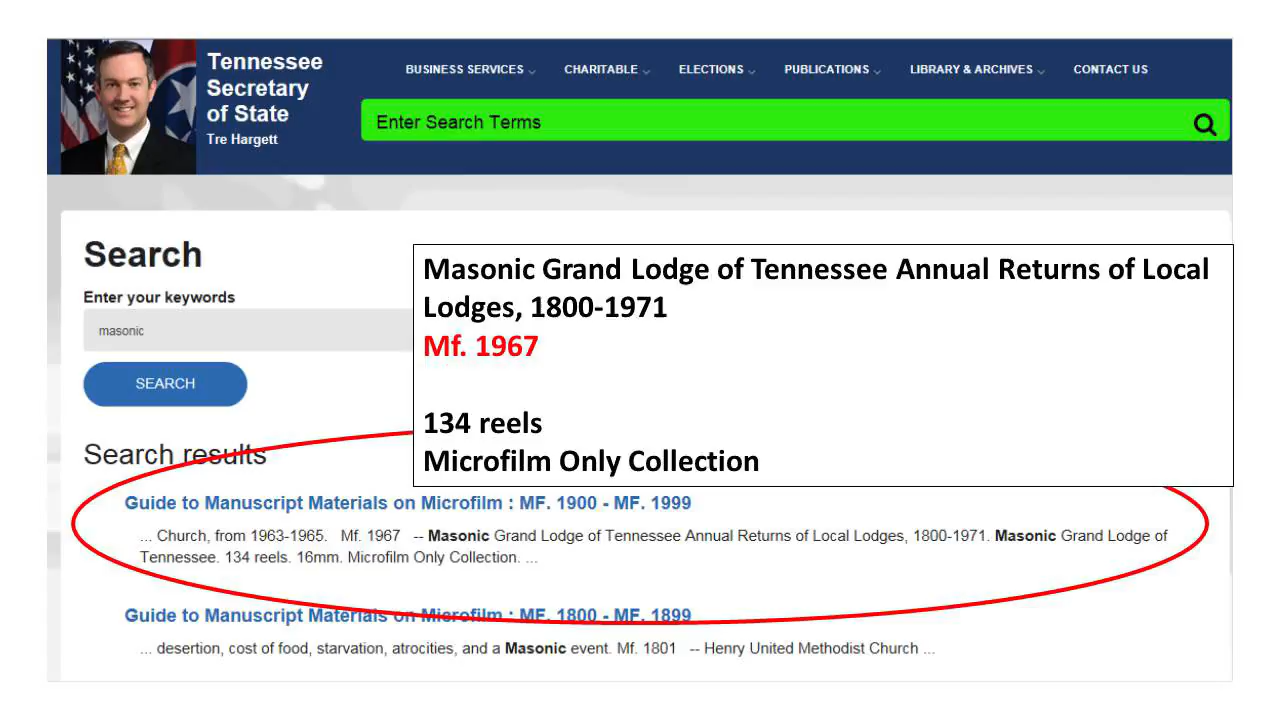 Tennessee
Secretary
of State
Tre Hargett
BUSINESS SERVICES
CHARITABLE
ELECTIONS
PUBLICATIONS
LIBRARY & ARCHIVES
CONTACT US
Enter Search Terms
Search
Enter your keywords
masonic
SEARCH
Masonic Grand Lodge of Tennessee Annual Returns of Local
Lodges, 1800-1971
Mf. 1967
134 reels
Microfilm Only Collection
Search results
Guide to Manuscript Materials on Microfilm : MF. 1900 - MF. 1999
... Church, from 1963-1965. Mf. 1967 -- Masonic Grand Lodge of Tennessee Annual Returns of Local Lodges, 1800-1971. Masonic Grand Lodge of
Tennessee. 134 reels. 16mm. Microfilm Only Collection. ...
Guide to Manuscript Materials on Microfilm : MF. 1800 - MF. 1899
... desertion, cost of food, starvation, atrocities, and a Masonic event. Mf. 1801 -- Henry United Methodist Church ...